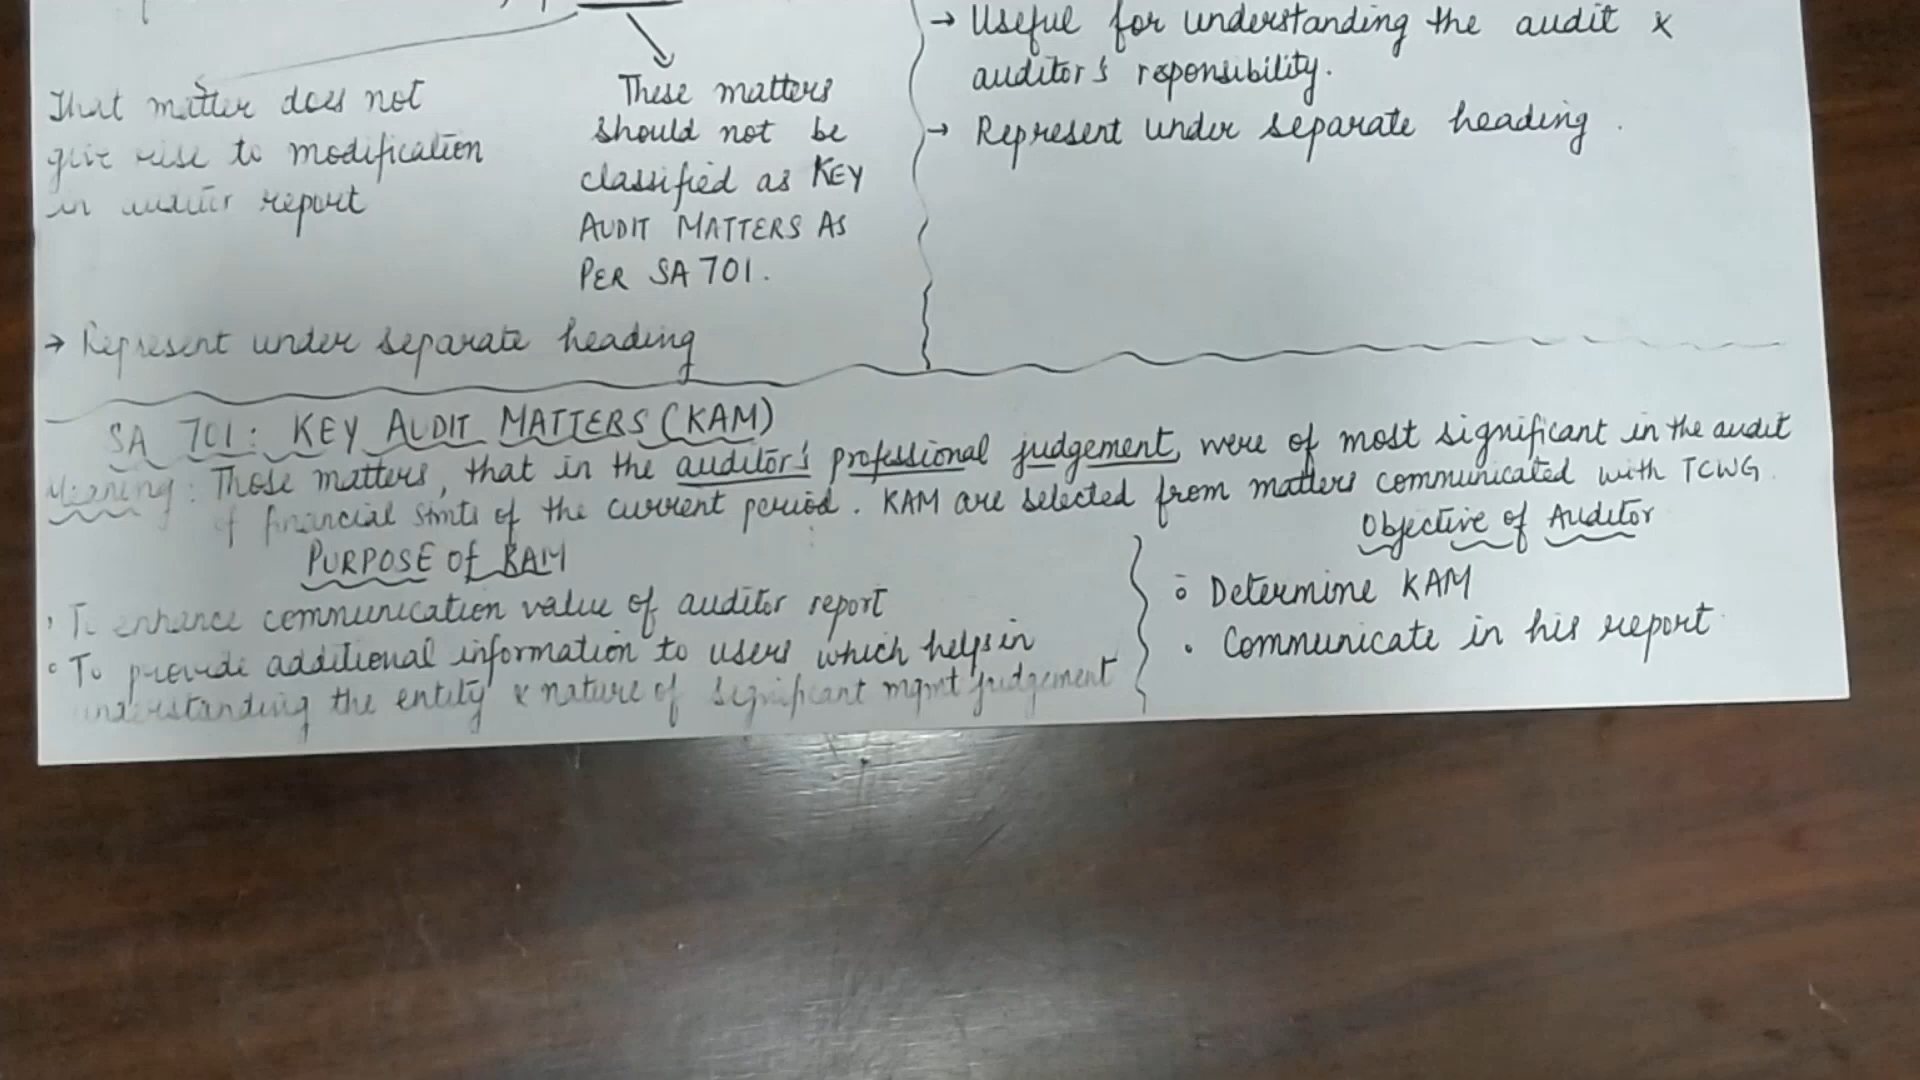 That matter does not
give rise to modification
in auditor report
These matters
should not be
classified as KEY
AUDIT MATTERS AS
PER SA 701.
→ Represent under separate heading
→ Useful for understanding the audit &
auditor's reponsibility.
→ Represent under separate heading.
SA 701: KEY AUDIT MATTERS (KAM)
Meaning: Those matters, that in the auditor's professional judgement, were of most significant in the audit
of financial stmts of the current period. KAM are selected from matters communicated with TCWG.
PURPOSE of KAM
• To enhance communication value of auditor report
• To provide additional information to users which helps in
understanding the entity & nature of significant mgmt judgement
Objective of Auditor
• Determine KAM
• Communicate in his report.